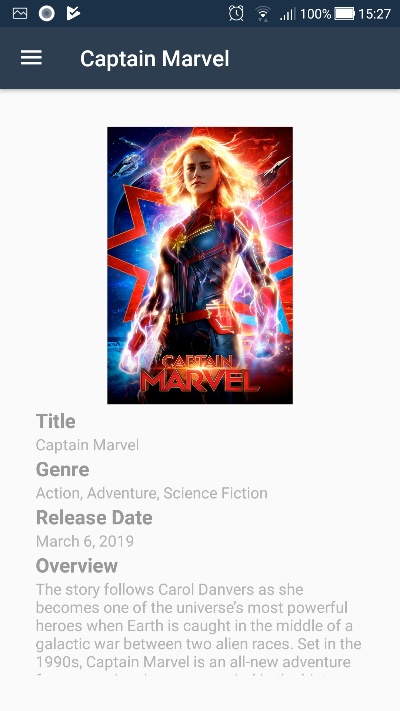 100% 15:27
Captain Marvel
CAPTAIN
MARVEL
Title
Captain Marvel
Genre
Action, Adventure, Science Fiction
Release Date
March 6, 2019
Overview
The story follows Carol Danvers as she
becomes one of the universe's most powerful
heroes when Earth is caught in the middle of a
galactic war between two alien races. Set in the
1990s, Captain Marvel is an all-new adventure